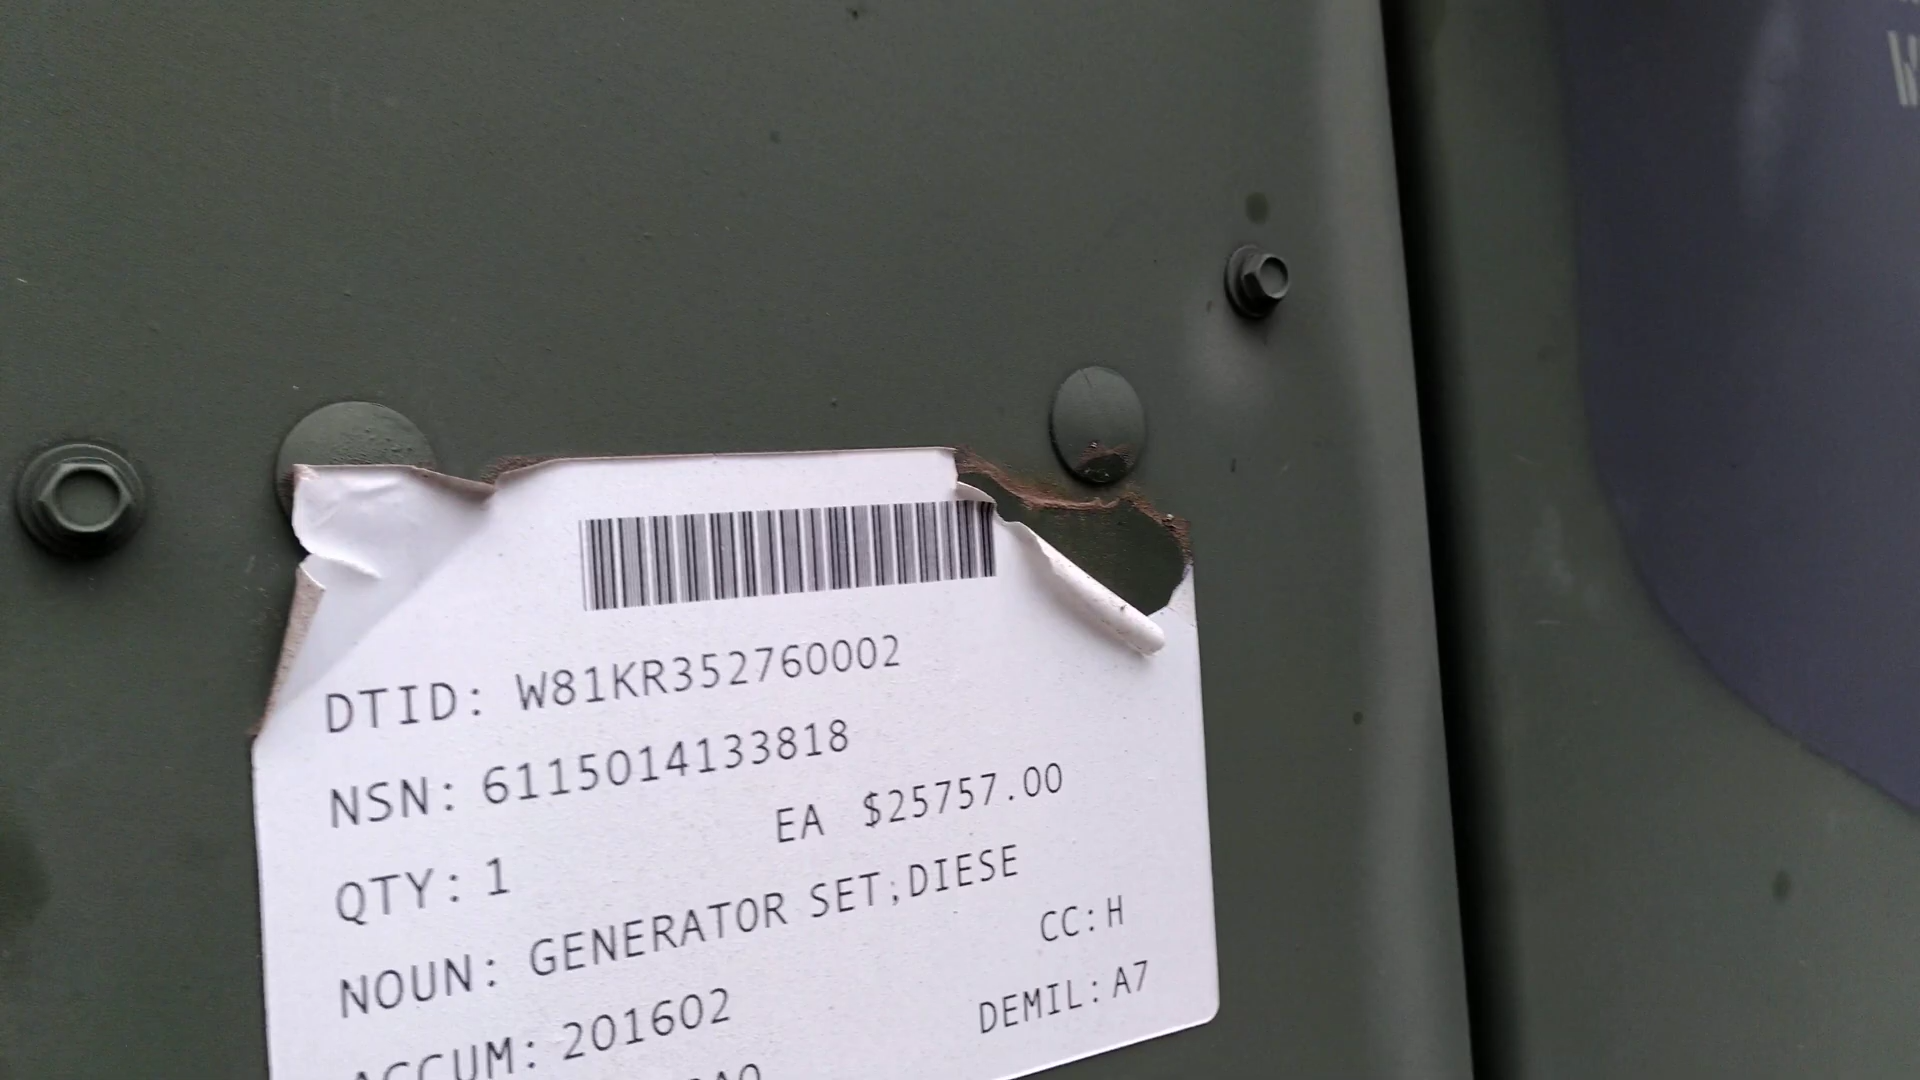 DTID: W81KR352760002
NSN: 6115014133818
QTY: 1 EA $25757.00
NOUN: GENERATOR SET;DIESE
CC:H
ACCUM: 201602 DEMIL:A7